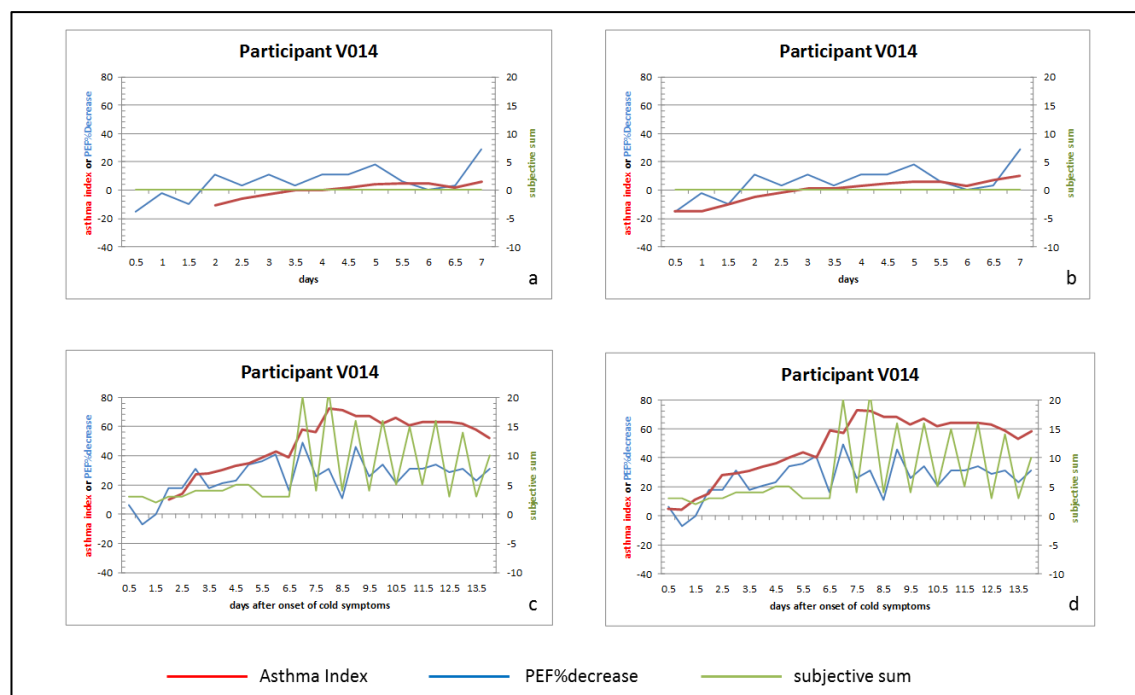 Participant V014
80
60
40
20
0
-20
-40
asthma index or PEF%Decrease
20
15
10
5
0
-5
-10
subjective sum
0.5 1 1.5 2 2.5 3 3.5 4 4.5 5 5.5 6 6.5 7
days
a
Participant V014
80
60
40
20
0
-20
-40
asthma index or PEF%Decrease
20
15
10
5
0
-5
-10
subjective sum
0.5 1 1.5 2 2.5 3 3.5 4 4.5 5 5.5 6 6.5 7
days
b
Participant V014
80
60
40
20
0
-20
-40
asthma index or PEF%decrease
20
15
10
5
0
-5
-10
subjective sum
0.5 1.5 2.5 3.5 4.5 5.5 6.5 7.5 8.5 9.5 10.5 11.5 12.5 13.5
days after onset of cold symptoms
c
Participant V014
80
60
40
20
0
-20
-40
asthma index or PEF%decrease
20
15
10
5
0
-5
-10
subjective sum
0.5 1.5 2.5 3.5 4.5 5.5 6.5 7.5 8.5 9.5 10.5 11.5 12.5 13.5
days after onset of cold symptoms
d
Asthma Index PEF%decrease subjective sum